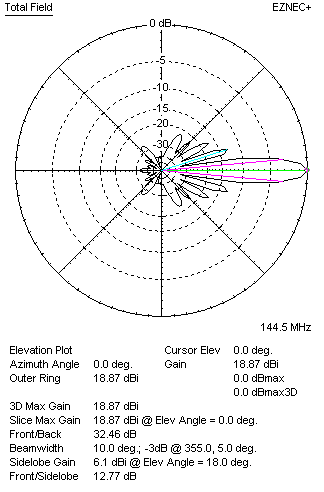 Total Field
EZNEC+
0 dB
-5
-10
-15
-20
-30
144.5 MHz
Elevation Plot
Azimuth Angle 0.0 deg.
Outer Ring 18.87 dBi
Cursor Elev 0.0 deg.
Gain 18.87 dBi
0.0 dBmax
0.0 dBmax3D
3D Max Gain 18.87 dBi
Slice Max Gain 18.87 dBi @ Elev Angle = 0.0 deg.
Front/Back 32.46 dB
Beamwidth 10.0 deg.; -3dB @ 355.0, 5.0 deg.
Sidelobe Gain 6.1 dBi @ Elev Angle = 18.0 deg.
Front/Sidelobe 12.77 dB